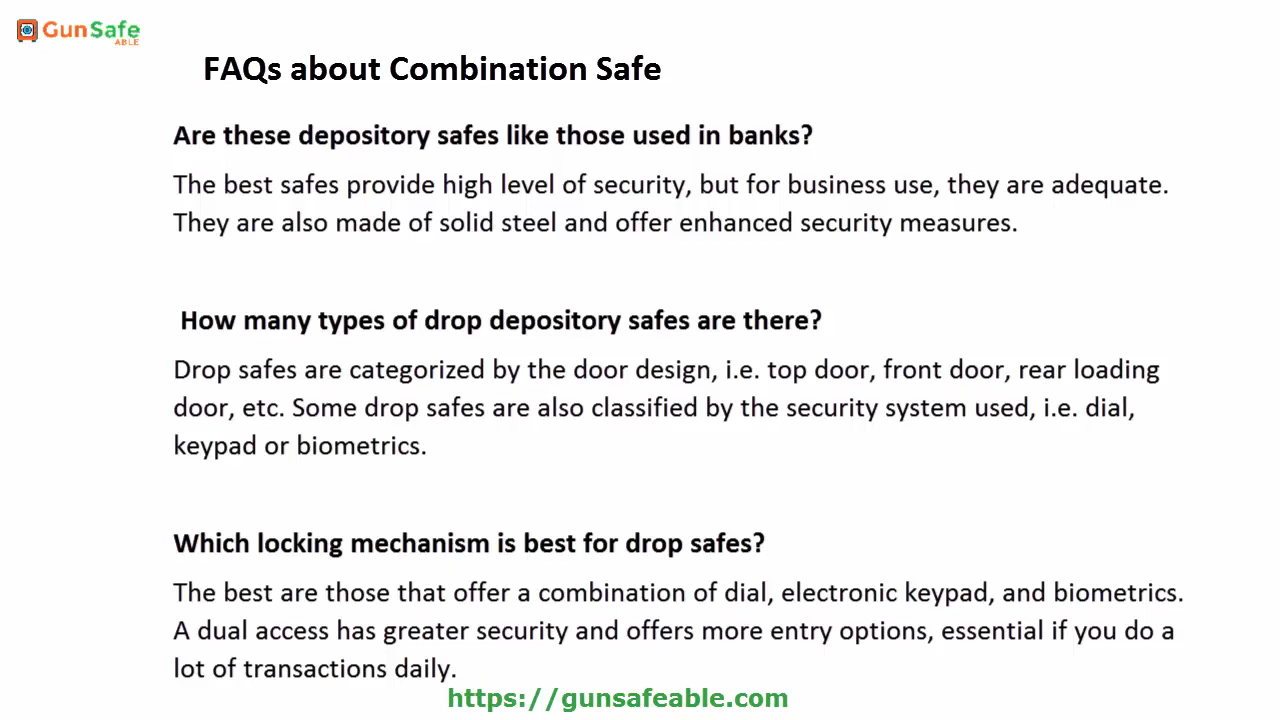 GunSafe
ABLE
FAQs about Combination Safe
Are these depository safes like those used in banks?
The best safes provide high level of security, but for business use, they are adequate.
They are also made of solid steel and offer enhanced security measures.
How many types of drop depository safes are there?
Drop safes are categorized by the door design, i.e. top door, front door, rear loading
door, etc. Some drop safes are also classified by the security system used, i.e. dial,
keypad or biometrics.
Which locking mechanism is best for drop safes?
The best are those that offer a combination of dial, electronic keypad, and biometrics.
A dual access has greater security and offers more entry options, essential if you do a
lot of transactions daily.
https://gunsafeable.com